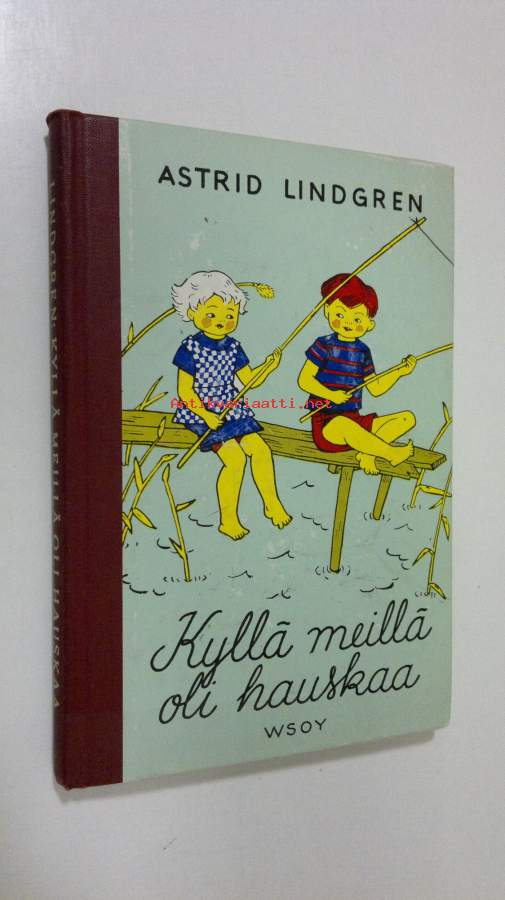 ASTRID LINDGREN
Antikvariaatti.net
Kyllä meillä
oli hauskaa
WSOY
LINDGREN: KYLLÄ MEILLÄ OLI HAUSKAA